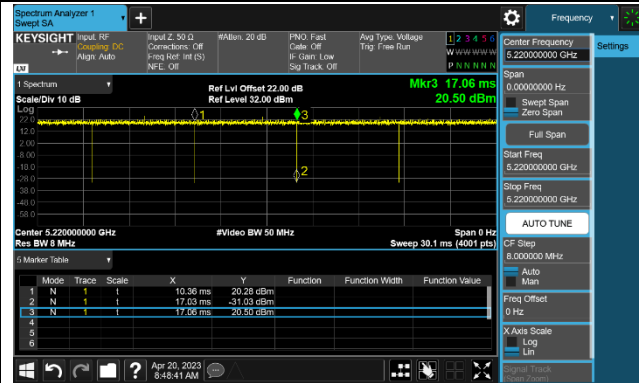 Spectrum Analyzer 1
Swept SA
Frequency
KEYSIGHT
Input: RF
Coupling: DC
Align: Auto
Input Z: 50 Ω
Corrections: Off
Freq Ref: Int (S)
NFE: Off
#Atten: 20 dB
PNO: Fast
Gate: Off
IF Gain: Low
Sig Track: Off
Avg Type: Voltage
Trig: Free Run
1 2 3 4 5 6
W W W W W W
P N N N N N
LXI
Center Frequency
5.220000000 GHz
Settings
Span
0.00000000 Hz
Swept Span
Zero Span
Full Span
Start Freq
5.220000000 GHz
Stop Freq
5.220000000 GHz
AUTO TUNE
CF Step
8.000000 MHz
Auto
Man
Freq Offset
0 Hz
X Axis Scale
Log
Lin
Signal Track
(Span Zoom)
1 Spectrum
Scale/Div 10 dB
Ref Lvl Offset 22.00 dB
Ref Level 32.00 dBm
Mkr3 17.06 ms
20.50 dBm
Log
22.0
12.0
2.00
-8.00
-18.0
-28.0
-38.0
-48.0
-58.0
1
3
2
Center 5.220000000 GHz
Res BW 8 MHz
#Video BW 50 MHz
Span 0 Hz
Sweep 30.1 ms (4001 pts)
5 Marker Table
Mode Trace Scale X Y Function Function Width Function Value
1 N 1 t 10.36 ms 20.28 dBm
2 N 1 t 17.03 ms -31.03 dBm
3 N 1 t 17.06 ms 20.50 dBm
4
5
6
?
Apr 20, 2023
8:48:41 AM